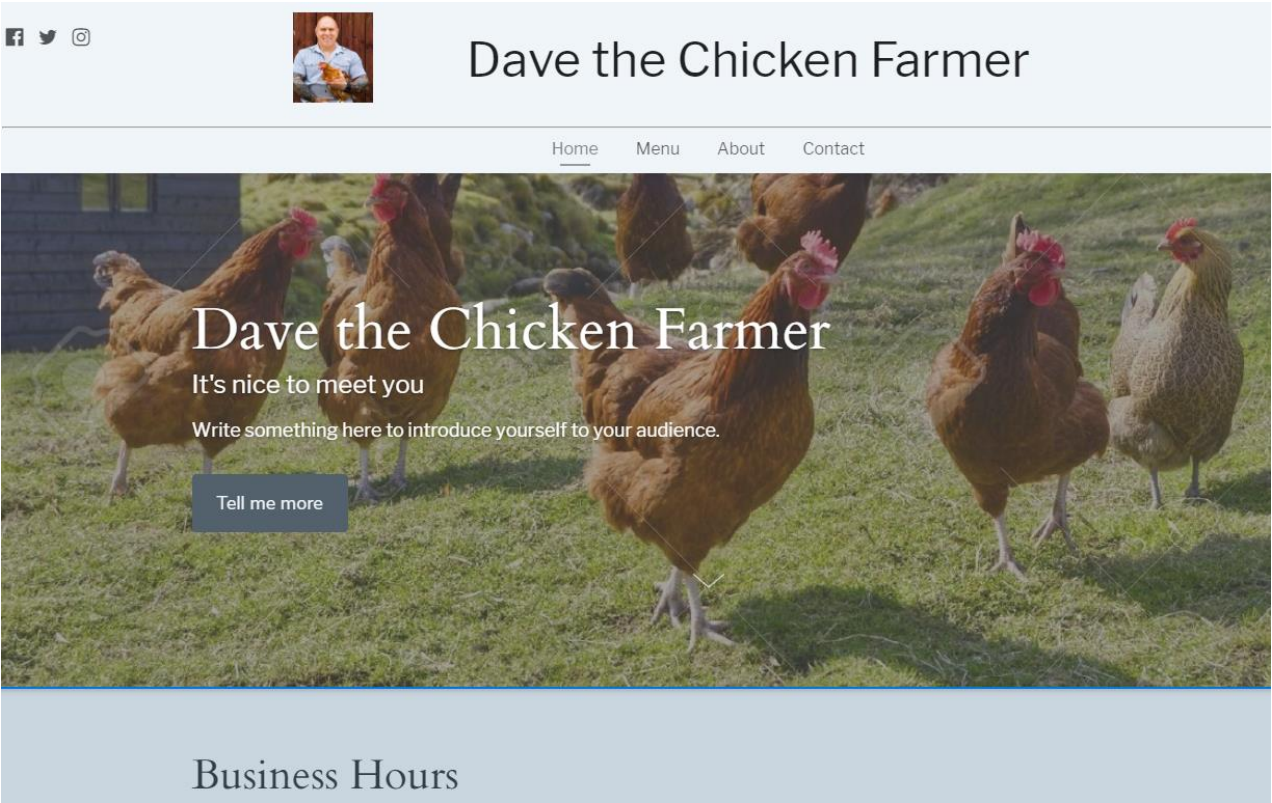 Dave the Chicken Farmer
Home Menu About Contact
Dave the Chicken Farmer
It's nice to meet you
Write something here to introduce yourself to your audience.
Tell me more
Business Hours